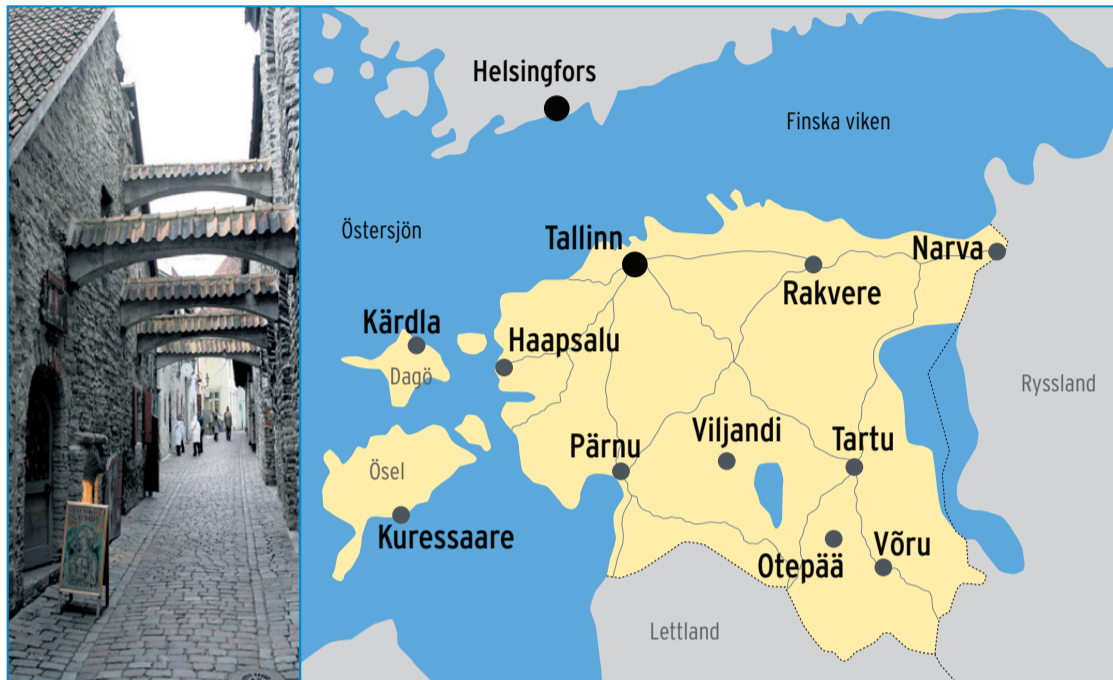 Helsingfors
Finska viken
Östersjön
Tallinn
Narva
Rakvere
Kärdla
Haapsalu
Dagö
Ryssland
Viljandi
Tartu
Pärnu
Ösel
Kuressaare
Otepää
Võru
Lettland